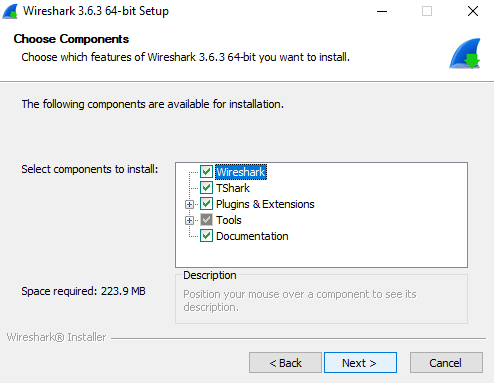 Wireshark 3.6.3 64-bit Setup
Choose Components
Choose which features of Wireshark 3.6.3 64-bit you want to install.
The following components are available for installation.
Select components to install:
Wireshark
TShark
Plugins & Extensions
Tools
Documentation
Space required: 223.9 MB
Description
Position your mouse over a component to see its
description.
Wireshark® Installer
< Back
Next >
Cancel